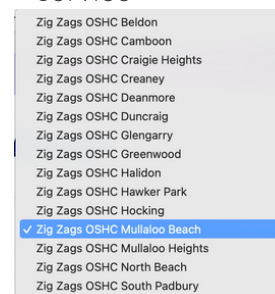 Zig Zags OSHC Beldon
Zig Zags OSHC Camboon
Zig Zags OSHC Craigie Heights
Zig Zags OSHC Creaney
Zig Zags OSHC Deanmore
Zig Zags OSHC Duncraig
Zig Zags OSHC Glengarry
Zig Zags OSHC Greenwood
Zig Zags OSHC Halidon
Zig Zags OSHC Hawker Park
Zig Zags OSHC Hocking
✓ Zig Zags OSHC Mullaloo Beach
Zig Zags OSHC Mullaloo Heights
Zig Zags OSHC North Beach
Zig Zags OSHC South Padbury